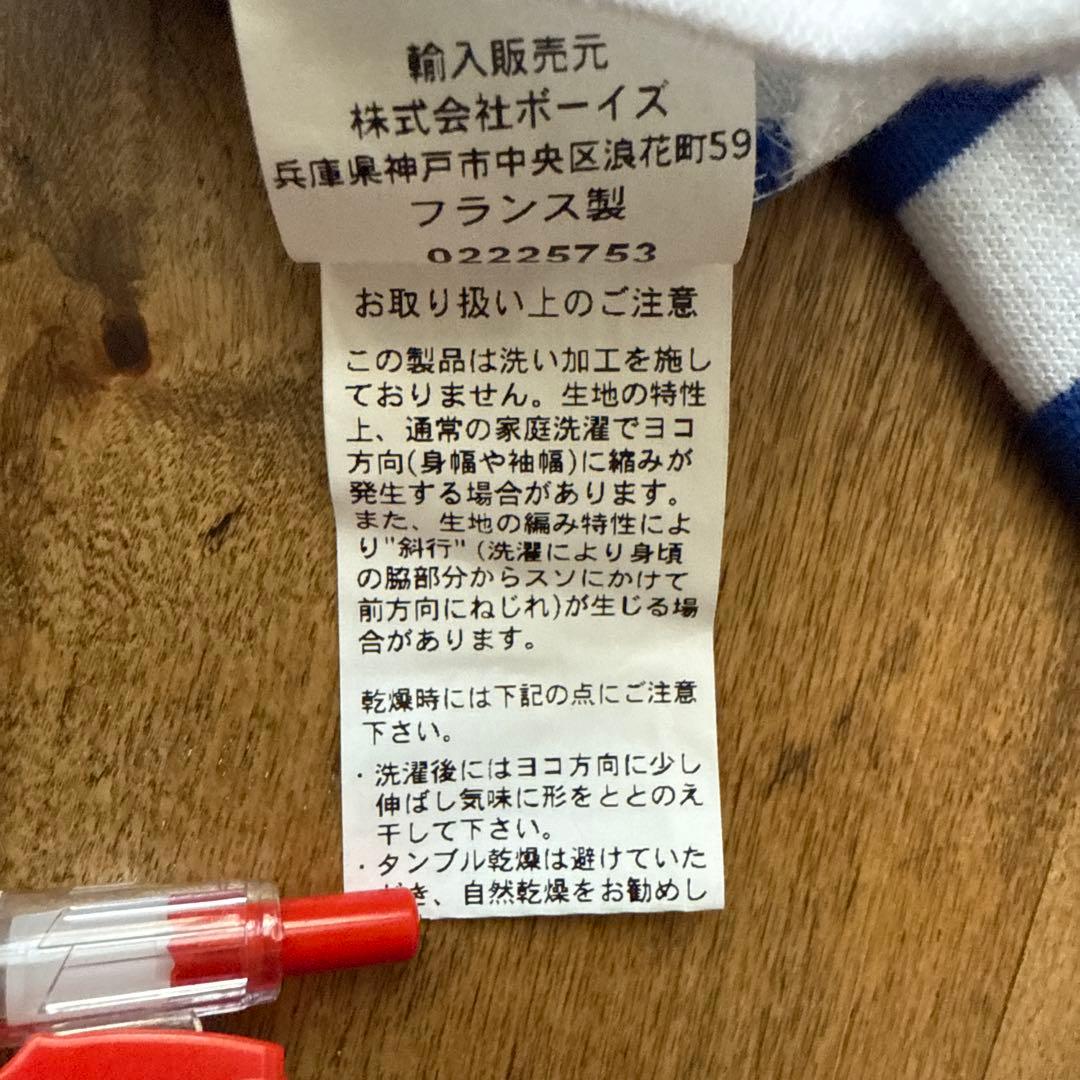 輸入販売元
株式会社ボーイズ
兵庫県神戸市中央区浪花町59
フランス製
02225753
お取り扱い上のご注意
この製品は洗い加工を施し
ておりません。生地の特性
上、通常の家庭洗濯でヨコ
方向(身幅や袖幅)に縮みが
発生する場合があります。
また、生地の編み特性によ
り"斜行"(洗濯により身頃
の脇部分からスソにかけて
前方向にねじれ)が生じる場
合があります。
乾燥時には下記の点にご注意
下さい。
・洗濯後にはヨコ方向に少し
伸ばし気味に形をととのえ
干して下さい。
・タンブル乾燥は避けていた
だき、自然乾燥をお勧めし